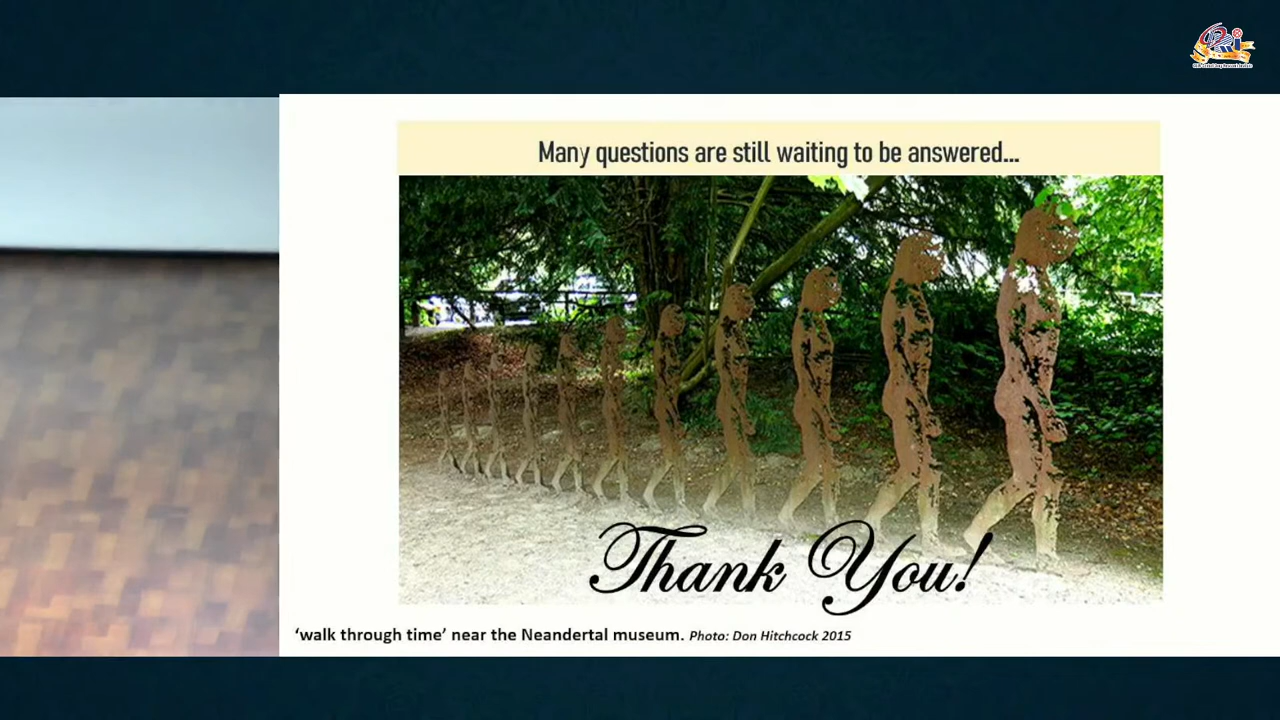 Many questions are still waiting to be answered...
Thank You!
‘walk through time’ near the Neandertal museum. Photo: Don Hitchcock 2015